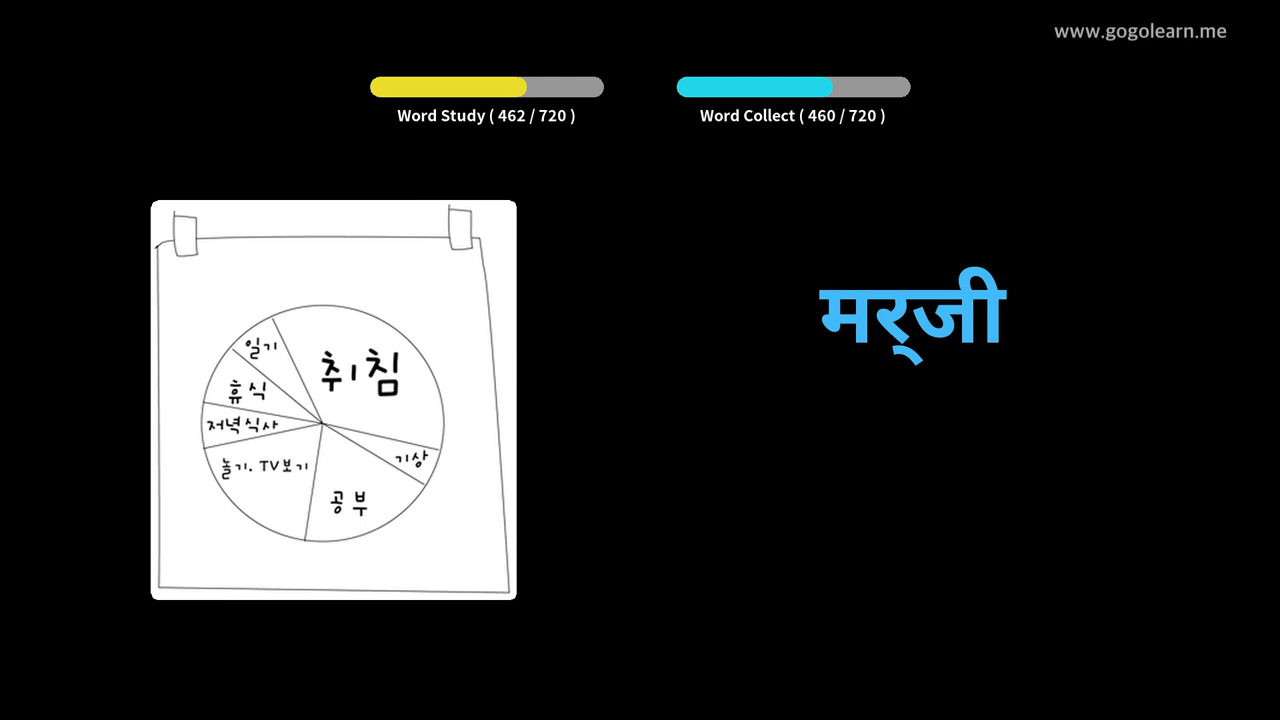 www.gogolearn.me
Word Study ( 462 / 720 )
Word Collect ( 460 / 720 )
일기
취침
휴식
저녁식사
놀기. TV보기
기상
공부
मर्‌जी